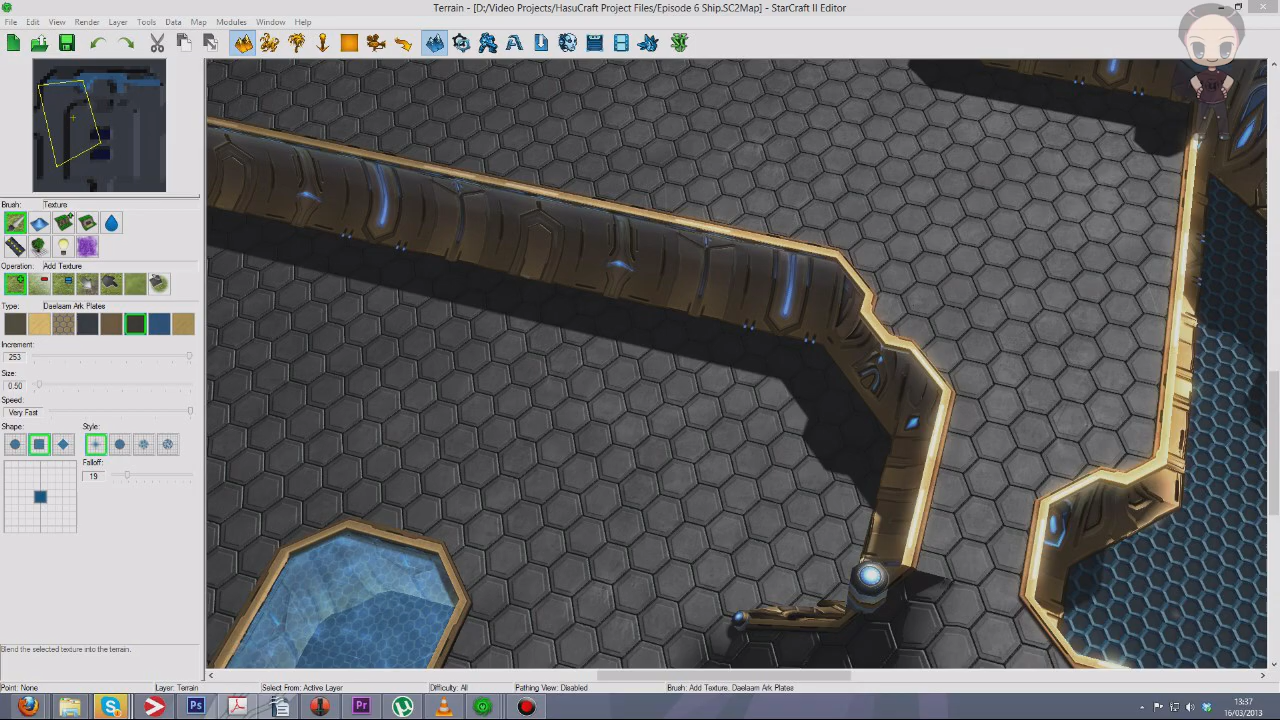 Terrain - [D:/Video Projects/HasuCraft Project Files/Episode 6 Ship.SC2Map] - StarCraft II Editor
File Edit View Render Layer Tools Data Map Modules Window Help
Brush: Texture
Operation: Add Texture
Type: Daelaam Ark Plates
Increment:
253
Size:
0.50
Speed:
Very Fast
Shape: Style:
Falloff:
19
Blend the selected texture into the terrain.
Point: None Layer: Terrain Select From: Active Layer Difficulty: All Pathing View: Disabled Brush: Add Texture, Daelaam Ark Plates
Ps Pr
13:37
16/03/2013